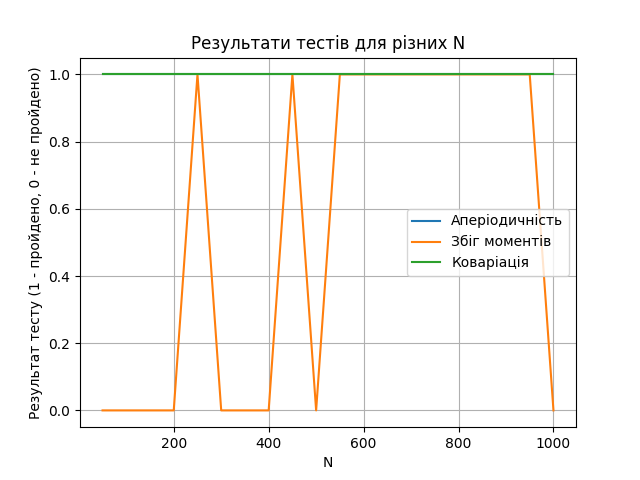 Результати тестів для різних N
Результат тесту (1 - пройдено, 0 - не пройдено)
1.0
0.8
0.6
0.4
0.2
0.0
Аперіодичність
Збіг моментів
Коваріація
200
400
600
800
1000
N